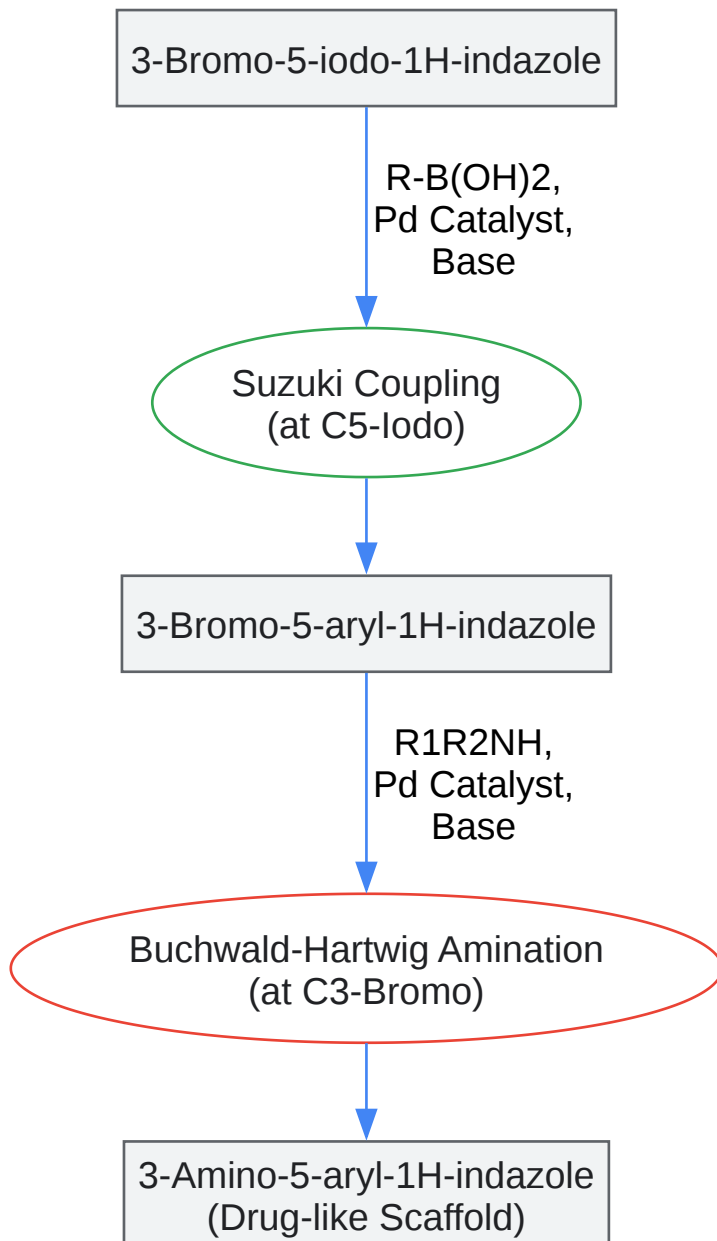 3-Bromo-5-iodo-1H-indazole
R-B(OH)2,
Pd Catalyst,
Base
Suzuki Coupling
(at C5-Iodo)
3-Bromo-5-aryl-1H-indazole
R1R2NH,
Pd Catalyst,
Base
Buchwald-Hartwig Amination
(at C3-Bromo)
3-Amino-5-aryl-1H-indazole
(Drug-like Scaffold)